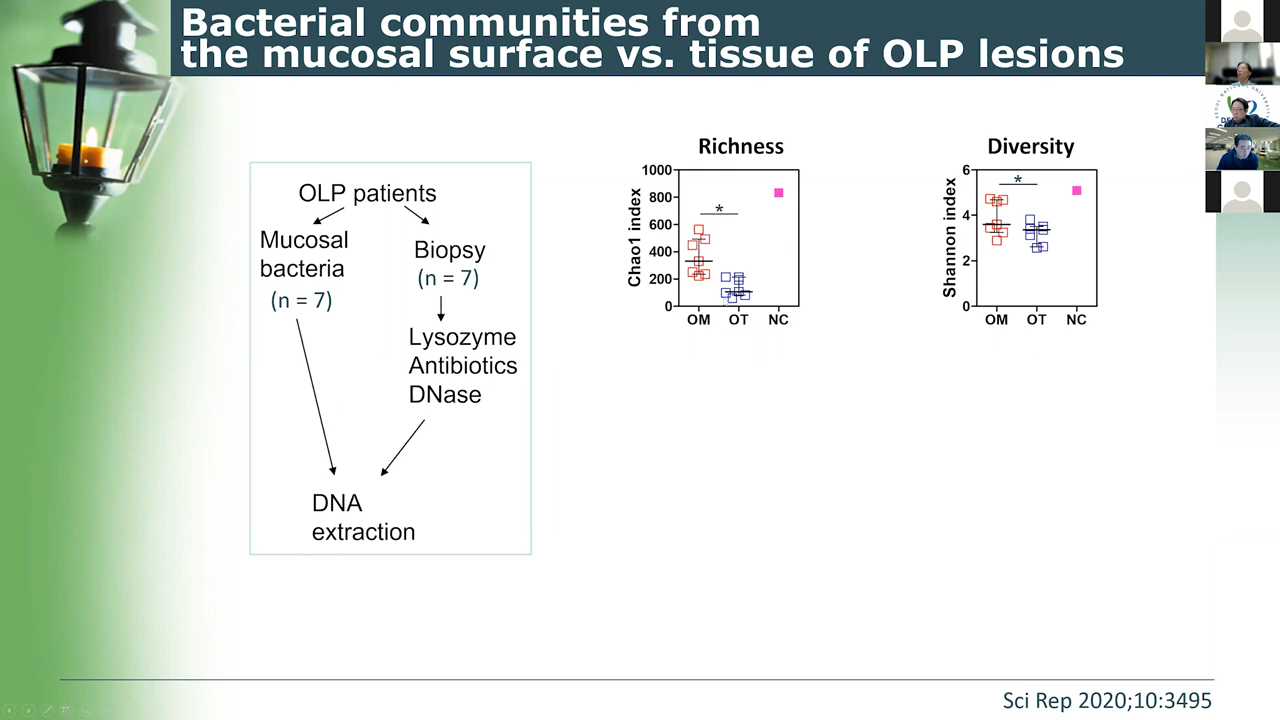 Bacterial communities from
the mucosal surface vs. tissue of OLP lesions
OLP patients
Mucosal
bacteria
(n = 7)
Biopsy
(n = 7)
Lysozyme
Antibiotics
DNase
DNA
extraction
Richness
Chao1 index
1000
800
600
400
200
0
*
OM
OT
NC
Diversity
Shannon index
6
4
2
0
*
OM
OT
NC
Sci Rep 2020;10:3495